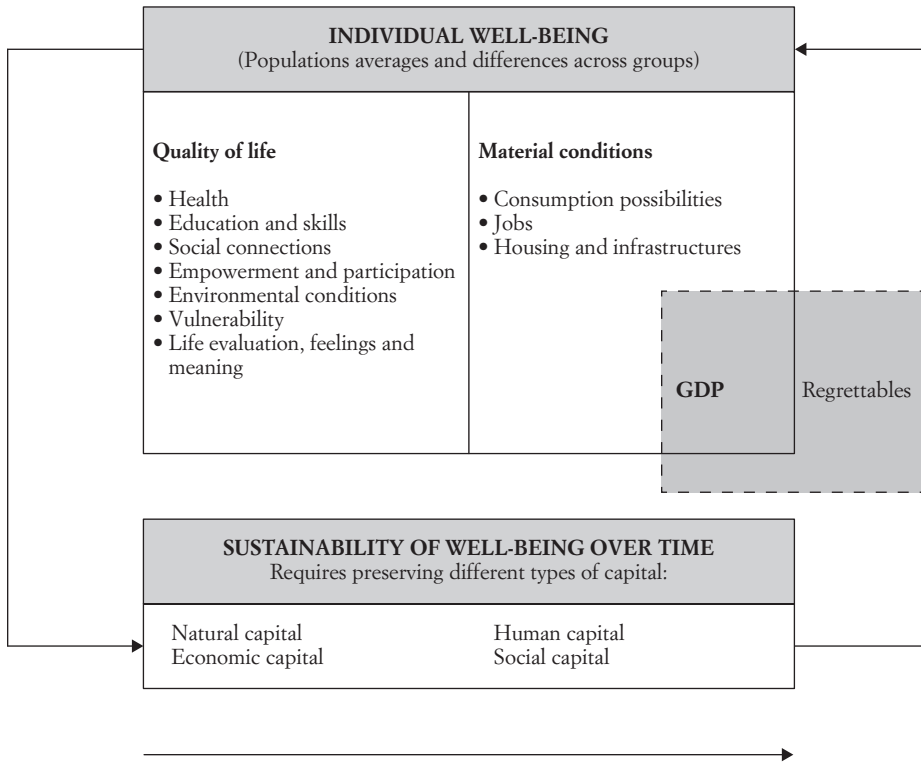 INDIVIDUAL WELL-BEING
(Populations averages and differences across groups)
Quality of life
• Health
• Education and skills
• Social connections
• Empowerment and participation
• Environmental conditions
• Vulnerability
• Life evaluation, feelings and
meaning
Material conditions
• Consumption possibilities
• Jobs
• Housing and infrastructures
GDP
Regrettables
SUSTAINABILITY OF WELL-BEING OVER TIME
Requires preserving different types of capital:
Natural capital
Economic capital
Human capital
Social capital